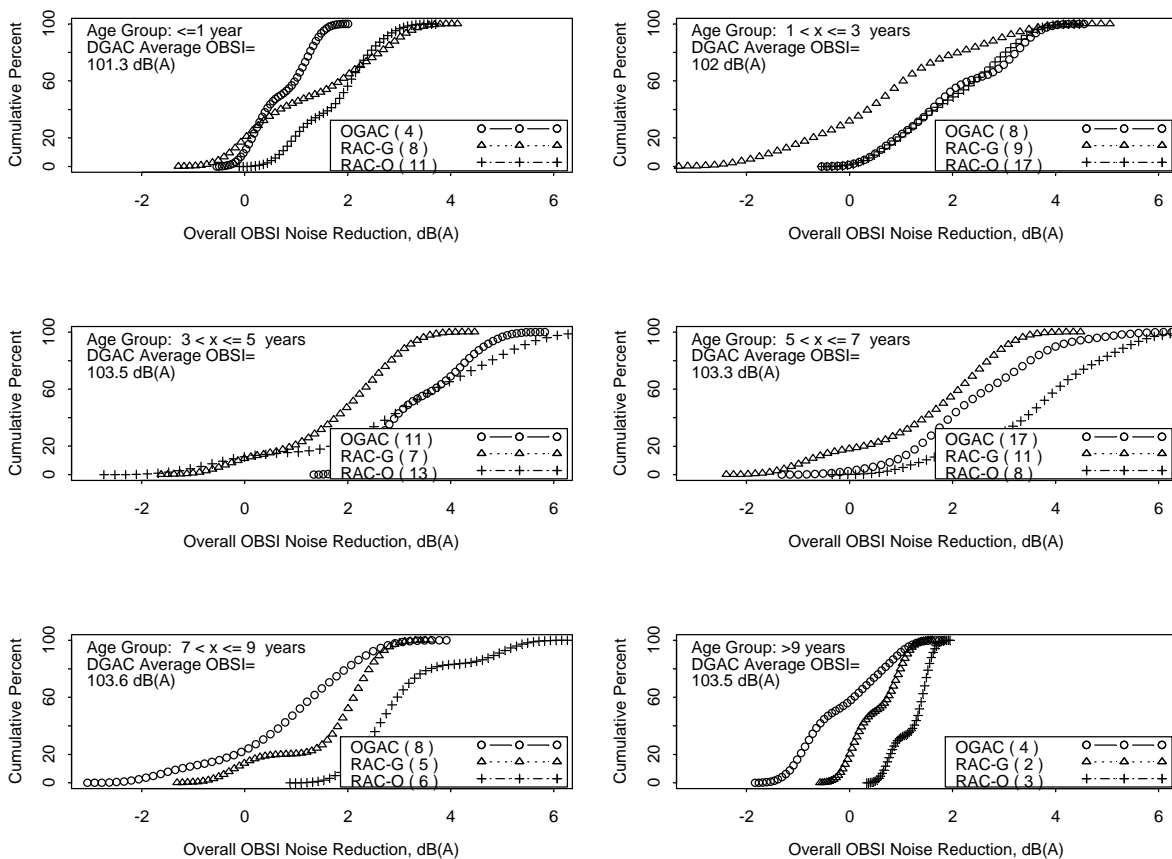 Cumulative Percent
0 20 60 100
Age Group: <=1 year
DGAC Average OBSI=
101.3 dB(A)
OGAC ( 4 )
RAC-G ( 8 )
RAC-O ( 11 )
-2 0 2 4 6
Overall OBSI Noise Reduction, dB(A)
Cumulative Percent
0 20 60 100
Age Group: 1 < x <= 3 years
DGAC Average OBSI=
102 dB(A)
OGAC ( 8 )
RAC-G ( 9 )
RAC-O ( 17 )
-2 0 2 4 6
Overall OBSI Noise Reduction, dB(A)
Cumulative Percent
0 20 60 100
Age Group: 3 < x <= 5 years
DGAC Average OBSI=
103.5 dB(A)
OGAC ( 11 )
RAC-G ( 7 )
RAC-O ( 13 )
-2 0 2 4 6
Overall OBSI Noise Reduction, dB(A)
Cumulative Percent
0 20 60 100
Age Group: 5 < x <= 7 years
DGAC Average OBSI=
103.3 dB(A)
OGAC ( 17 )
RAC-G ( 11 )
RAC-O ( 8 )
-2 0 2 4 6
Overall OBSI Noise Reduction, dB(A)
Cumulative Percent
0 20 60 100
Age Group: 7 < x <= 9 years
DGAC Average OBSI=
103.6 dB(A)
OGAC ( 8 )
RAC-G ( 5 )
RAC-O ( 6 )
-2 0 2 4 6
Overall OBSI Noise Reduction, dB(A)
Cumulative Percent
0 20 60 100
Age Group: >9 years
DGAC Average OBSI=
103.5 dB(A)
OGAC ( 4 )
RAC-G ( 2 )
RAC-O ( 3 )
-2 0 2 4 6
Overall OBSI Noise Reduction, dB(A)